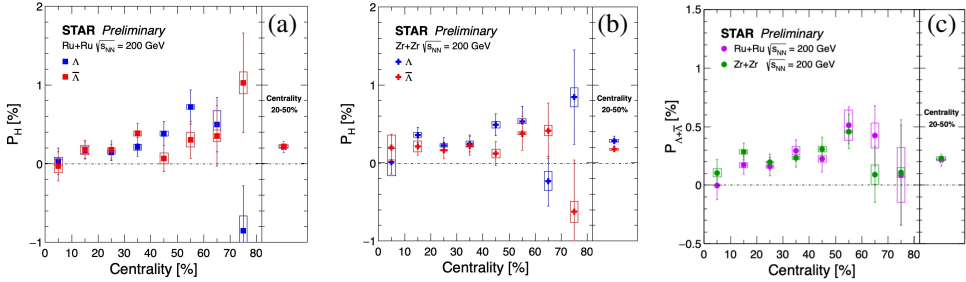 (a)
STAR Preliminary
Ru+Ru √s_NN = 200 GeV
Λ
Λ̅
Centrality
20-50%
P_H [%]
2
1
0
−1
0 10 20 30 40 50 60 70 80
Centrality [%]
(b)
STAR Preliminary
Zr+Zr √s_NN = 200 GeV
Λ
Λ̅
Centrality
20-50%
P_H [%]
2
1
0
−1
0 10 20 30 40 50 60 70 80
Centrality [%]
(c)
STAR Preliminary
Ru+Ru √s_NN = 200 GeV
Zr+Zr √s_NN = 200 GeV
Centrality
20-50%
P_Λ+Λ̅ [%]
1.5
1
0.5
0
−0.5
0 10 20 30 40 50 60 70 80
Centrality [%]